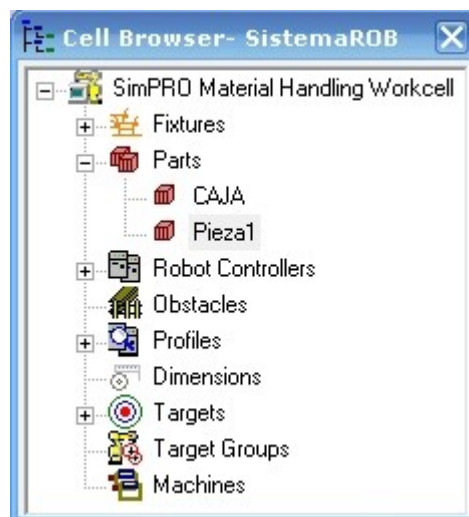 Cell Browser- SistemaROB
SimPRO Material Handling Workcell
Fixtures
Parts
CAJA
Pieza1
Robot Controllers
Obstacles
Profiles
Dimensions
Targets
Target Groups
Machines